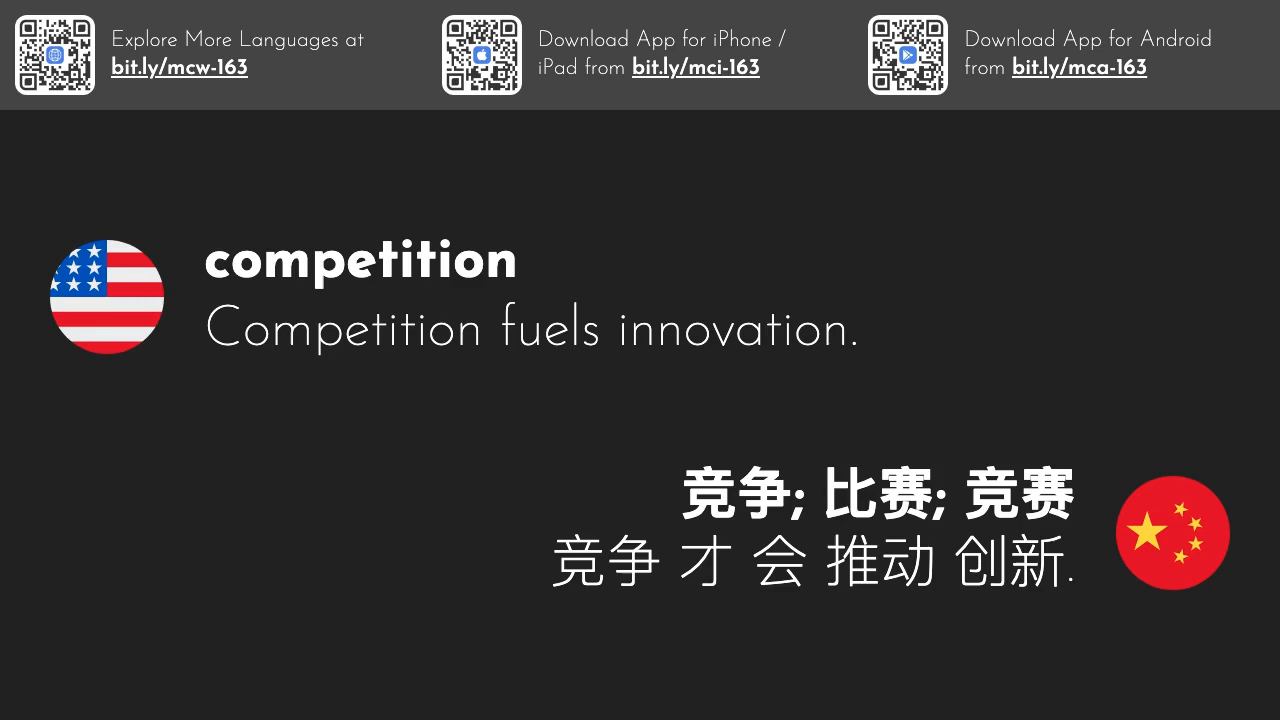 Explore More Languages at
bit.ly/mcw-163
Download App for iPhone /
iPad from bit.ly/mci-163
Download App for Android
from bit.ly/mca-163
competition
Competition fuels innovation.
竞争; 比赛; 竞赛
竞争 才 会 推动 创新.